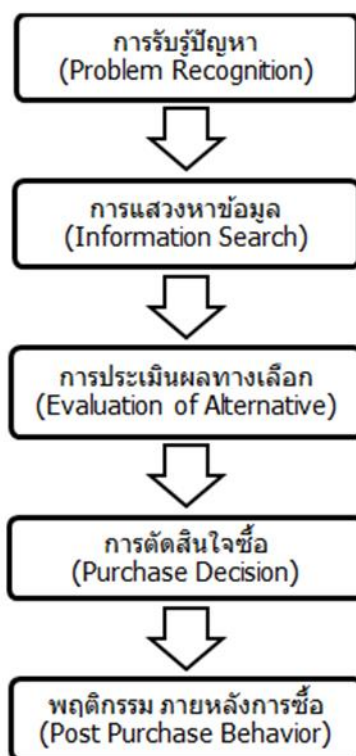 การรับรู้ปัญหา
(Problem Recognition)
การแสวงหาข้อมูล
(Information Search)
การประเมินผลทางเลือก
(Evaluation of Alternative)
การตัดสินใจซื้อ
(Purchase Decision)
พฤติกรรม ภายหลังการซื้อ
(Post Purchase Behavior)